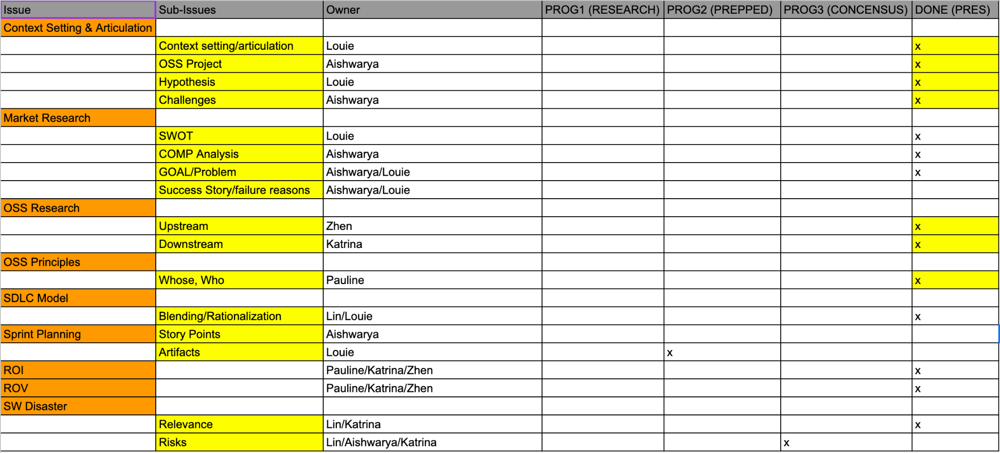 Issue Sub-Issues Owner PROG1 (RESEARCH) PROG2 (PREPPED) PROG3 (CONCENSUS) DONE (PRES)
Context Setting & Articulation
Context setting/articulation Louie x
OSS Project Aishwarya x
Hypothesis Louie x
Challenges Aishwarya x
Market Research
SWOT Louie x
COMP Analysis Aishwarya x
GOAL/Problem Aishwarya/Louie x
Success Story/failure reasons Aishwarya/Louie
OSS Research
Upstream Zhen x
Downstream Katrina x
OSS Principles
Whose, Who Pauline x
SDLC Model
Blending/Rationalization Lin/Louie x
Sprint Planning Story Points Aishwarya
Artifacts Louie x
ROI Pauline/Katrina/Zhen x
ROV Pauline/Katrina/Zhen x
SW Disaster
Relevance Lin/Katrina x
Risks Lin/Aishwarya/Katrina x